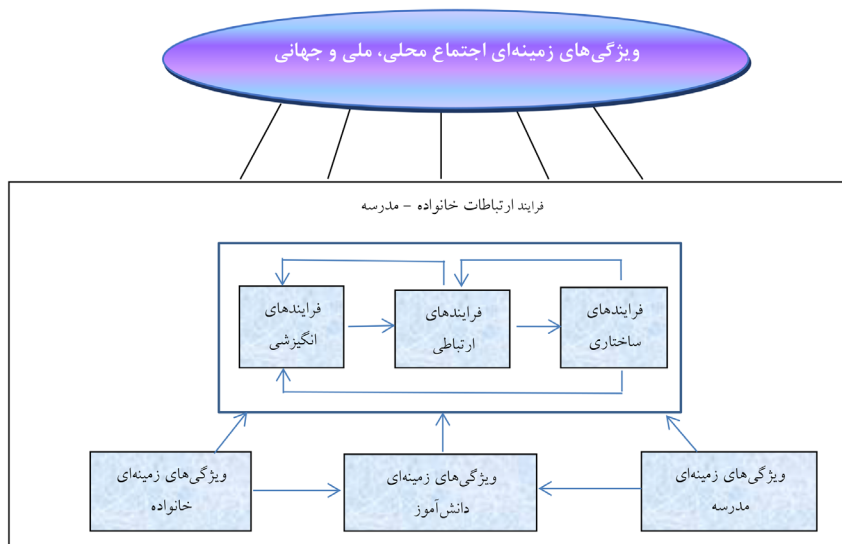 ویژگی‌های زمینه‌ای اجتماع محلی، ملی و جهانی
فرایند ارتباطات خانواده – مدرسه
فرایندهای
ساختاری
فرایندهای
ارتباطی
فرایندهای
انگیزشی
ویژگی‌های زمینه‌ای
مدرسه
ویژگی‌های زمینه‌ای
دانش‌آموز
ویژگی‌های زمینه‌ای
خانواده